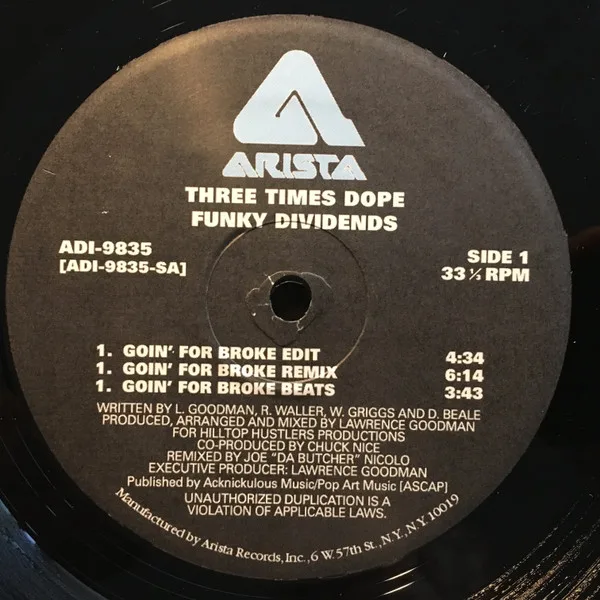 ARISTA
THREE TIMES DOPE
FUNKY DIVIDENDS
ADI-9835
[ADI-9835-SA]
SIDE 1
33 ⅓ RPM
1. GOIN' FOR BROKE EDIT 4:34
1. GOIN' FOR BROKE REMIX 6:14
1. GOIN' FOR BROKE BEATS 3:43
WRITTEN BY L. GOODMAN, R. WALLER, W. GRIGGS AND D. BEALE
PRODUCED, ARRANGED AND MIXED BY LAWRENCE GOODMAN
FOR HILLTOP HUSTLERS PRODUCTIONS
CO-PRODUCED BY CHUCK NICE
REMIXED BY JOE "DA BUTCHER" NICOLO
EXECUTIVE PRODUCER: LAWRENCE GOODMAN
Published by Acknickulous Music/Pop Art Music [ASCAP]
UNAUTHORIZED DUPLICATION IS A
VIOLATION OF APPLICABLE LAWS.
Manufactured by Arista Records, Inc., 6 W. 57th St., N.Y., N.Y. 10019